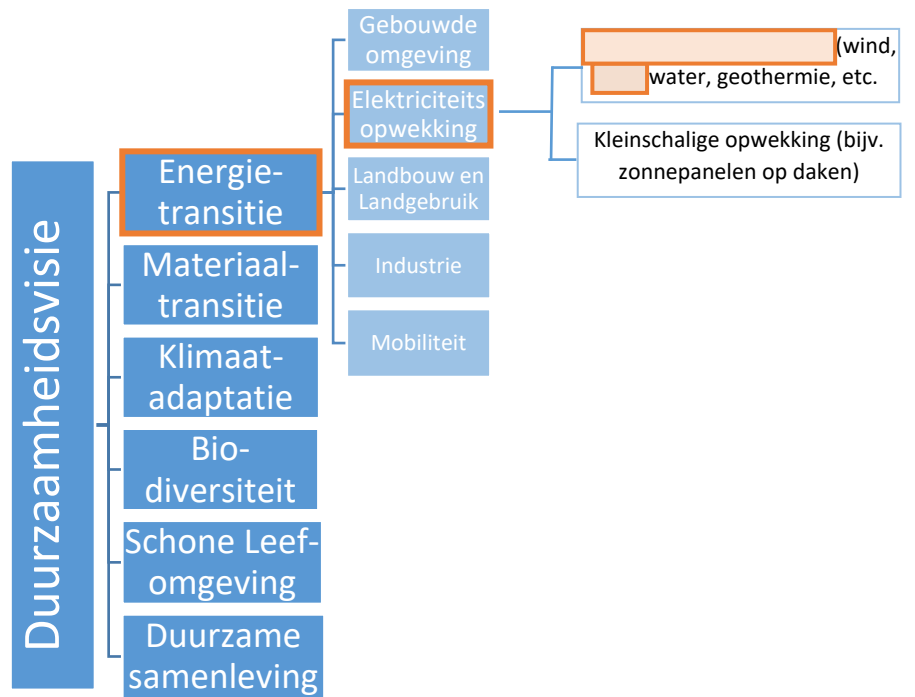 Duurzaamheidsvisie
Energie-
transitie
Materiaal-
transitie
Klimaat-
adaptatie
Bio-
diversiteit
Schone Leef-
omgeving
Duurzame
samenleving
Gebouwde
omgeving
Elektriciteits
opwekking
Landbouw en
Landgebruik
Industrie
Mobiliteit
(wind,
water, geothermie, etc.
Kleinschalige opwekking (bijv.
zonnepanelen op daken)